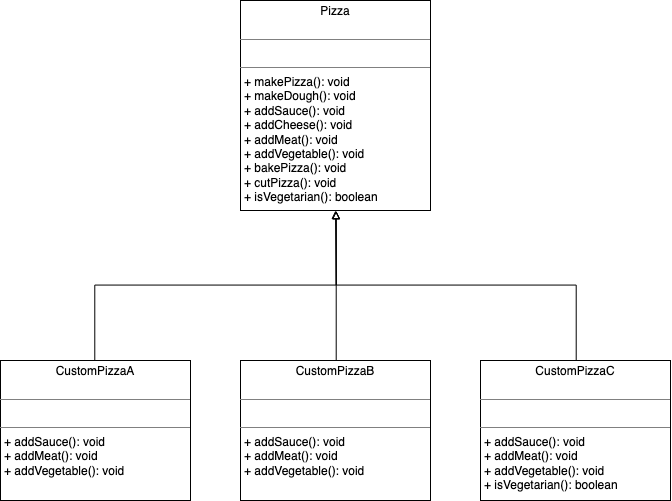 Pizza
+ makePizza(): void
+ makeDough(): void
+ addSauce(): void
+ addCheese(): void
+ addMeat(): void
+ addVegetable(): void
+ bakePizza(): void
+ cutPizza(): void
+ isVegetarian(): boolean
CustomPizzaA
+ addSauce(): void
+ addMeat(): void
+ addVegetable(): void
CustomPizzaB
+ addSauce(): void
+ addMeat(): void
+ addVegetable(): void
CustomPizzaC
+ addSauce(): void
+ addMeat(): void
+ addVegetable(): void
+ isVegetarian(): boolean